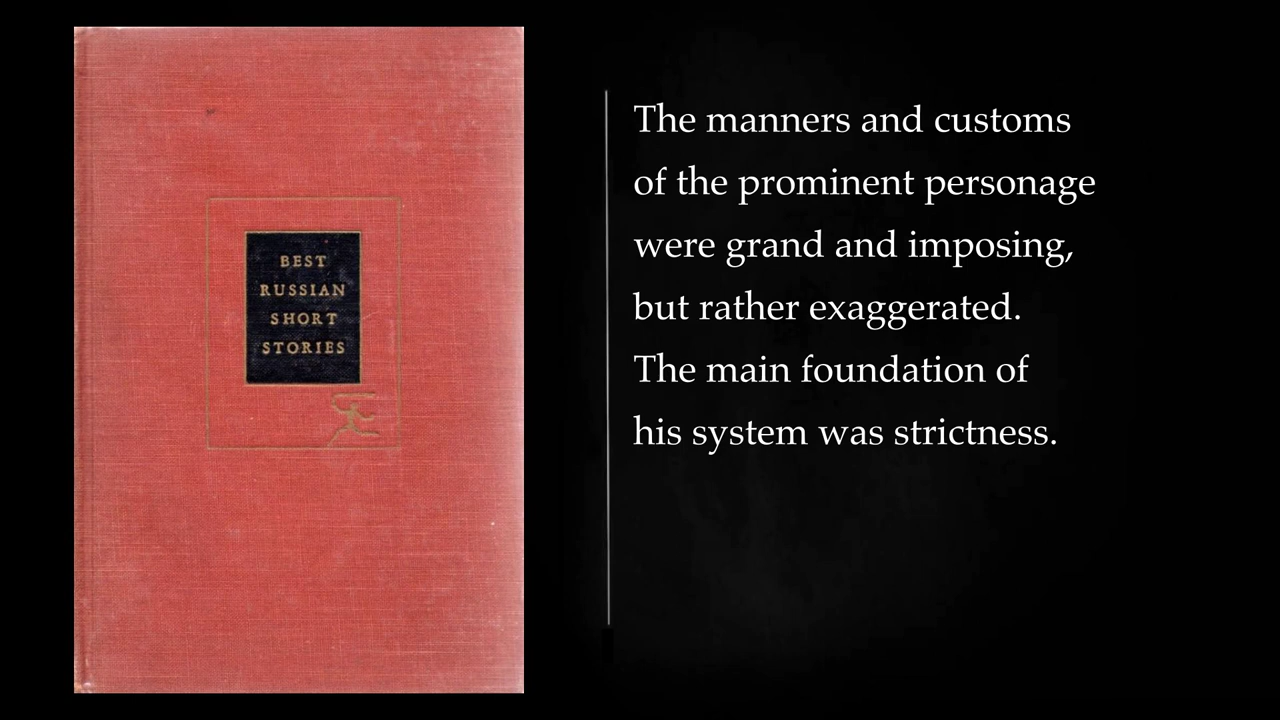 BEST
RUSSIAN
SHORT
STORIES
The manners and customs
of the prominent personage
were grand and imposing,
but rather exaggerated.
The main foundation of
his system was strictness.